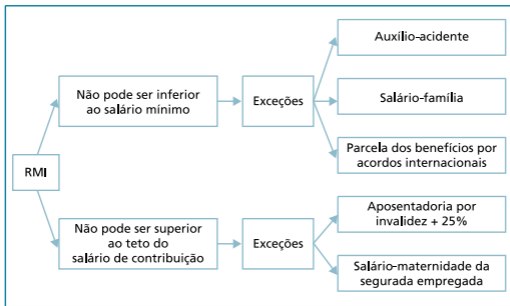 RMI
Não pode ser inferior
ao salário mínimo
Exceções
Auxílio-acidente
Salário-família
Parcela dos benefícios por
acordos internacionais
Não pode ser superior
ao teto do
salário de contribuição
Exceções
Aposentadoria por
invalidez + 25%
Salário-maternidade da
segurada empregada